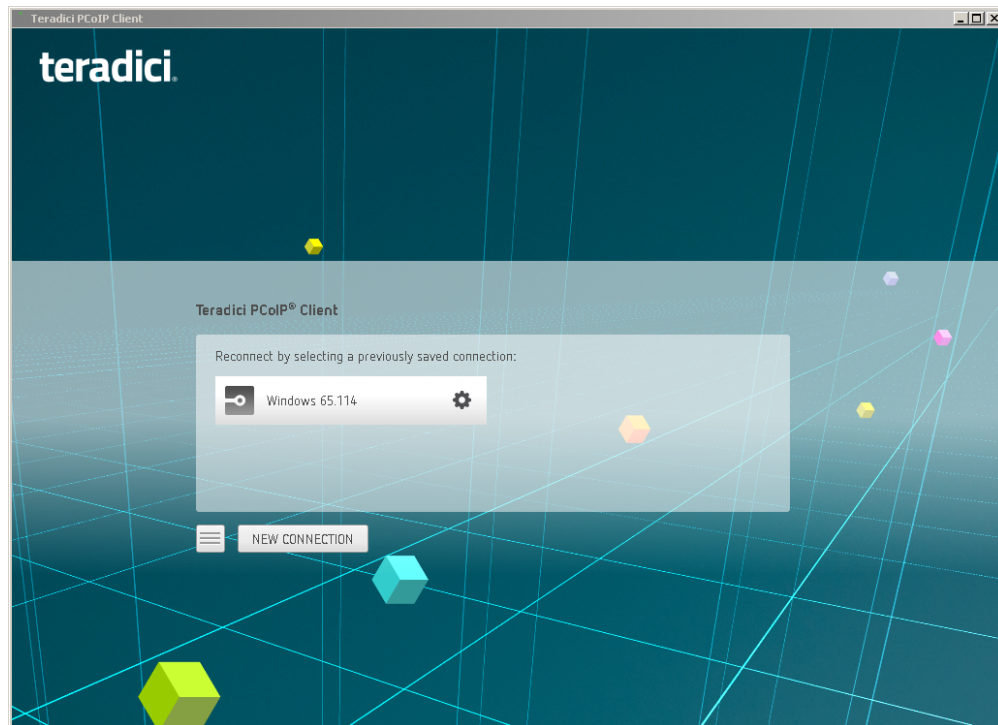 Teradici PCoIP Client
teradici.
Teradici PCoIP® Client
Reconnect by selecting a previously saved connection:
Windows 65.114
NEW CONNECTION